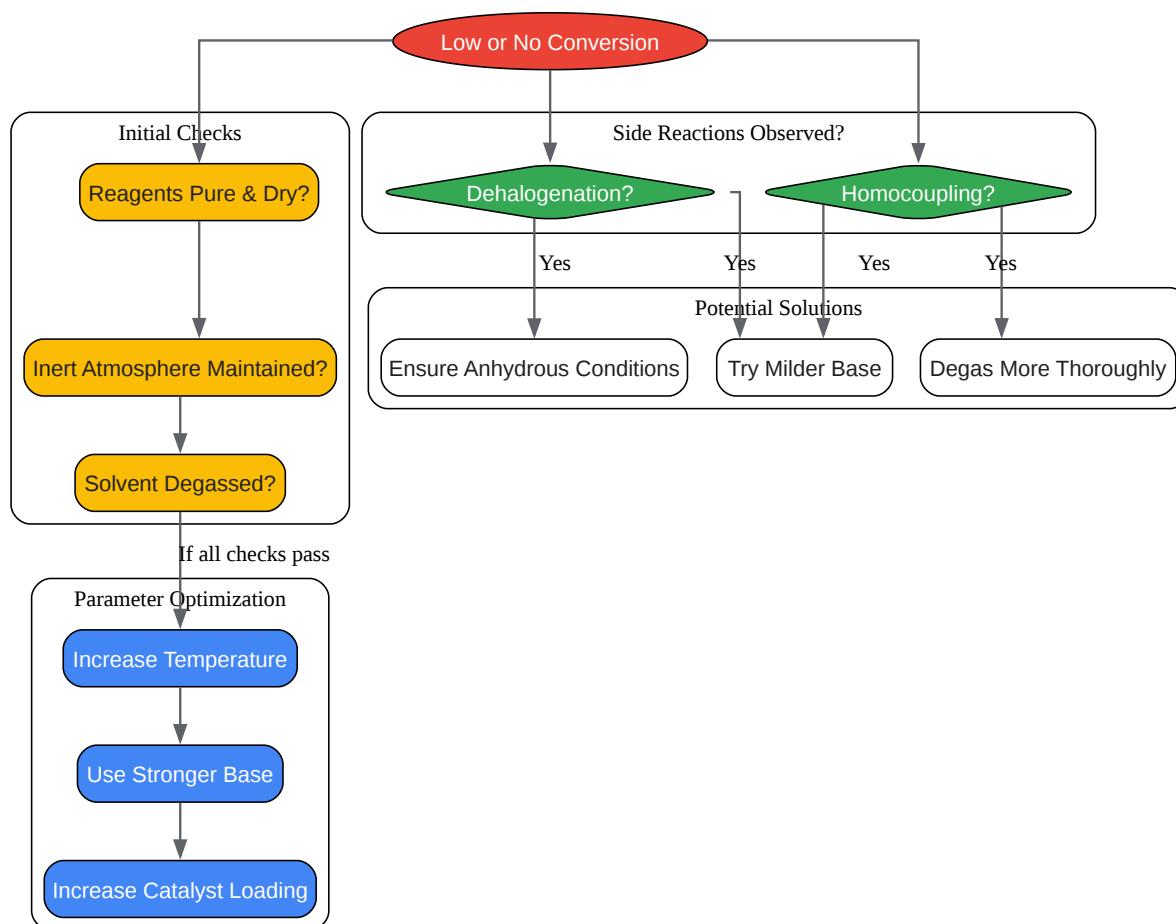 Low or No Conversion
Initial Checks
Reagents Pure & Dry?
Inert Atmosphere Maintained?
Solvent Degassed?
If all checks pass
Parameter Optimization
Increase Temperature
Use Stronger Base
Increase Catalyst Loading
Side Reactions Observed?
Dehalogenation?
Homocoupling?
Yes
Yes
Yes
Yes
Potential Solutions
Ensure Anhydrous Conditions
Try Milder Base
Degas More Thoroughly